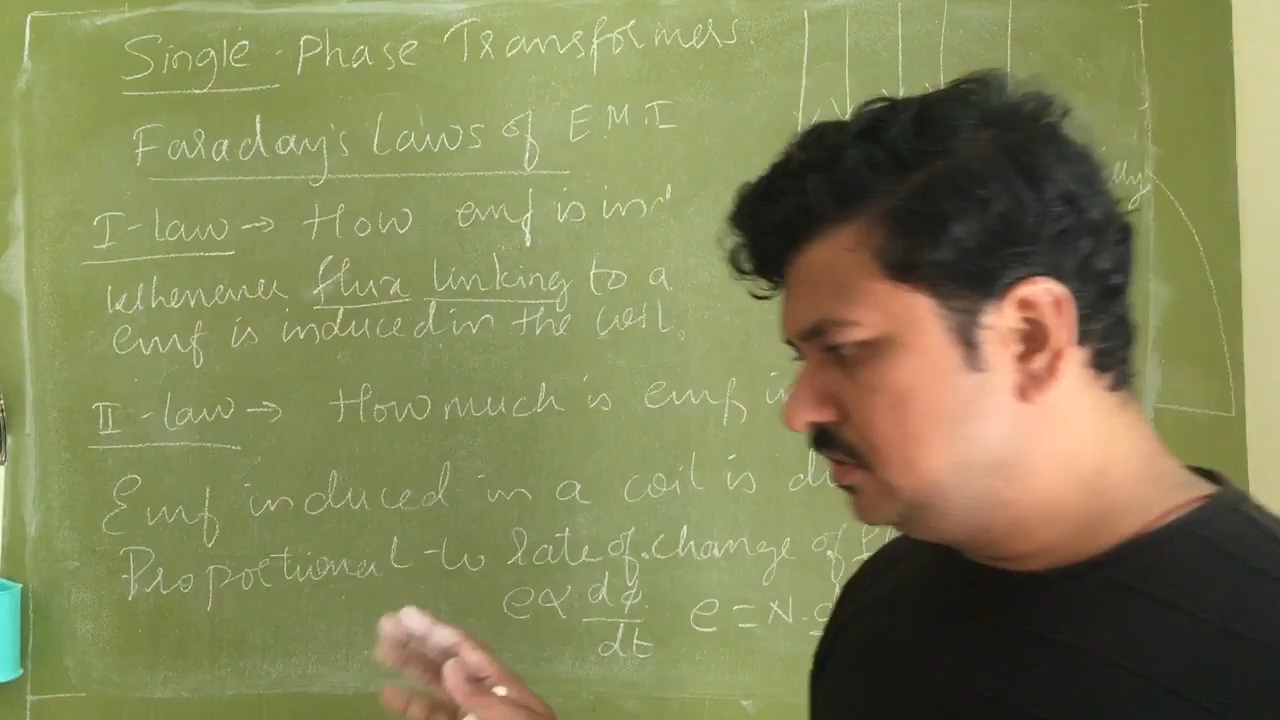 Single-Phase Transformers.
Faraday's Laws of E.M.I
I-law → How emf is in
Whenever flux linking to a
emf is induced in the coil.
II-law → How much is emf in
Emf induced in a coil is d
Proportional to rate of change of
e ∝ dφ/dt e = N.